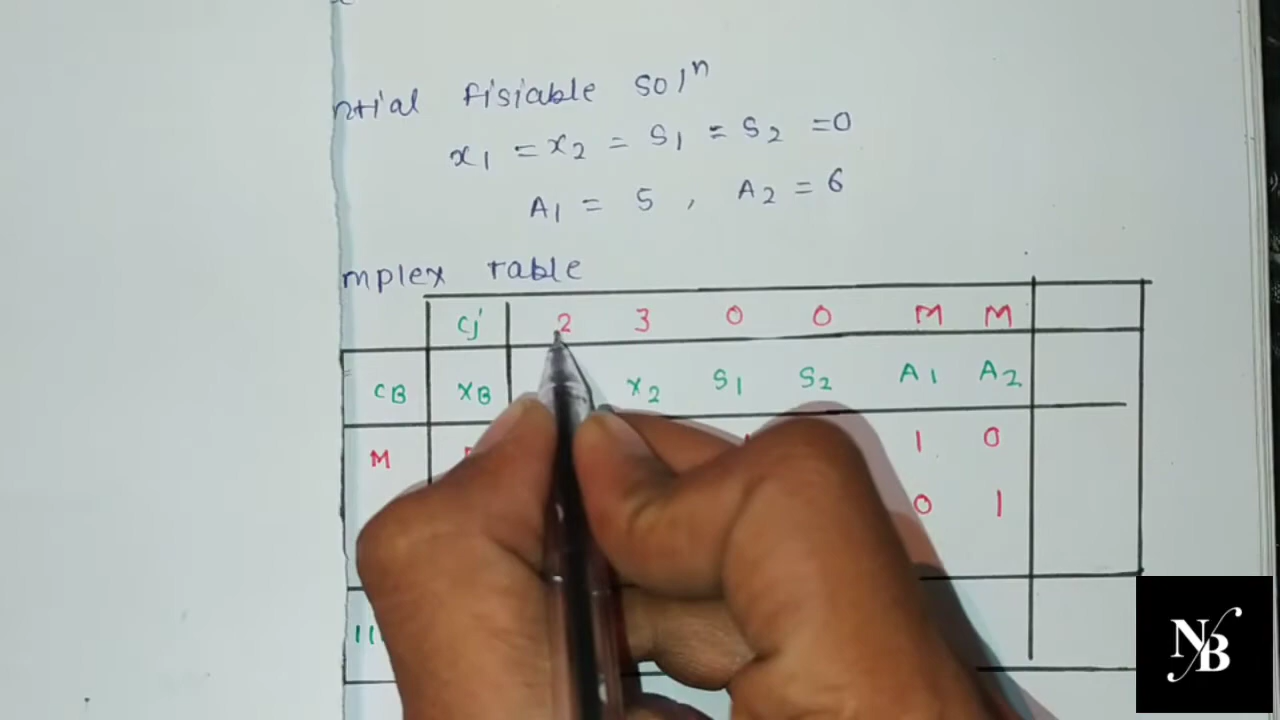 ntial fisiable solⁿ
x₁ = x₂ = S₁ = S₂ = 0
A₁ = 5 , A₂ = 6
mplex table
Cj 2 3 0 0 M M
CB XB x₂ S₁ S₂ A₁ A₂
M 1 0
0 1
NB